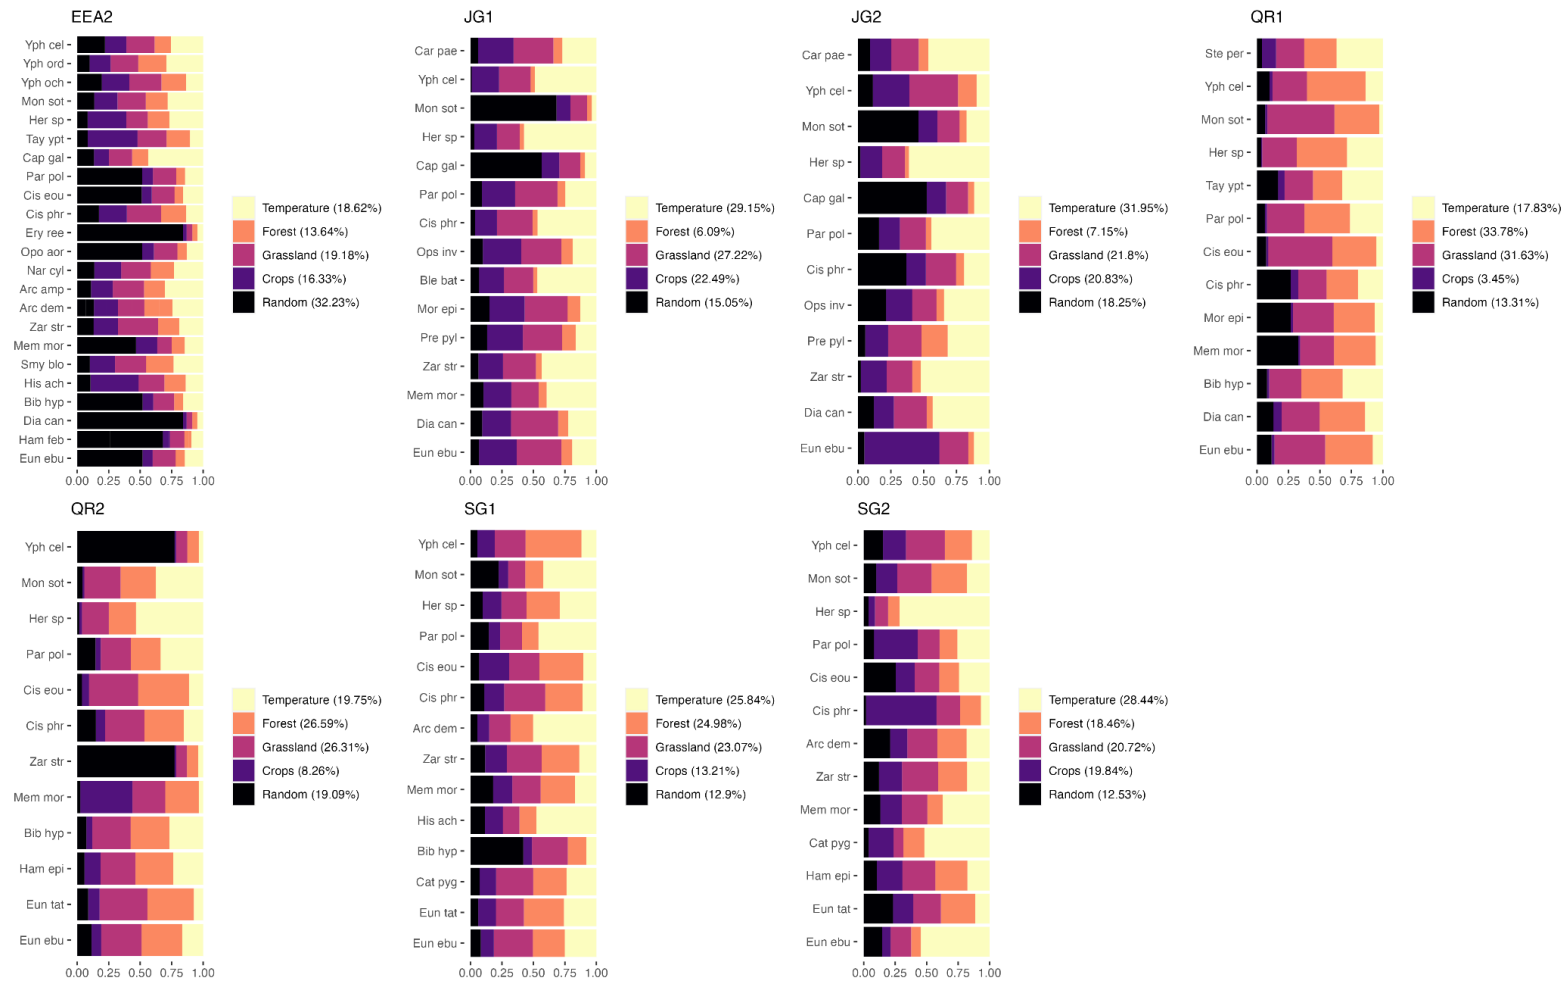 EEA2
Yph cel
Yph ord
Yph och
Mon sot
Her sp
Tay ypt
Cap gal
Par pol
Cis eou
Cis phr
Ery ree
Opo aor
Nar cyl
Arc amp
Arc dem
Zar str
Mem mor
Smy blo
His ach
Bib hyp
Dia can
Ham feb
Eun ebu
0.00 0.25 0.50 0.75 1.00
Temperature (18.62%)
Forest (13.64%)
Grassland (19.18%)
Crops (16.33%)
Random (32.23%)
JG1
Car pae
Yph cel
Mon sot
Her sp
Cap gal
Par pol
Cis phr
Ops inv
Ble bat
Mor epi
Pre pyl
Zar str
Mem mor
Dia can
Eun ebu
0.00 0.25 0.50 0.75 1.00
Temperature (29.15%)
Forest (6.09%)
Grassland (27.22%)
Crops (22.49%)
Random (15.05%)
JG2
Car pae
Yph cel
Mon sot
Her sp
Cap gal
Par pol
Cis phr
Ops inv
Pre pyl
Zar str
Dia can
Eun ebu
0.00 0.25 0.50 0.75 1.00
Temperature (31.95%)
Forest (7.15%)
Grassland (21.8%)
Crops (20.83%)
Random (18.25%)
QR1
Ste per
Yph cel
Mon sot
Her sp
Tay ypt
Par pol
Cis eou
Cis phr
Mor epi
Mem mor
Bib hyp
Dia can
Eun ebu
0.00 0.25 0.50 0.75 1.00
Temperature (17.83%)
Forest (33.78%)
Grassland (31.63%)
Crops (3.45%)
Random (13.31%)
QR2
Yph cel
Mon sot
Her sp
Par pol
Cis eou
Cis phr
Zar str
Mem mor
Bib hyp
Ham epi
Eun tat
Eun ebu
0.00 0.25 0.50 0.75 1.00
Temperature (19.75%)
Forest (26.59%)
Grassland (26.31%)
Crops (8.26%)
Random (19.09%)
SG1
Yph cel
Mon sot
Her sp
Par pol
Cis eou
Cis phr
Arc dem
Zar str
Mem mor
His ach
Bib hyp
Cat pyg
Eun tat
Eun ebu
0.00 0.25 0.50 0.75 1.00
Temperature (25.84%)
Forest (24.98%)
Grassland (23.07%)
Crops (13.21%)
Random (12.9%)
SG2
Yph cel
Mon sot
Her sp
Par pol
Cis eou
Cis phr
Arc dem
Zar str
Mem mor
Cat pyg
Ham epi
Eun tat
Eun ebu
0.00 0.25 0.50 0.75 1.00
Temperature (28.44%)
Forest (18.46%)
Grassland (20.72%)
Crops (19.84%)
Random (12.53%)